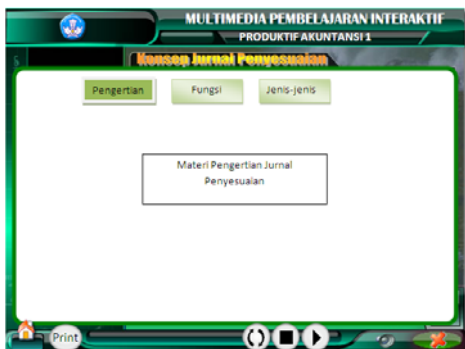 MULTIMEDIA PEMBELAJARAN INTERAKTIF
PRODUKTIF AKUNTANSI 1
Konsep Jurnal Penyesuaian
Pengertian
Fungsi
Jenis-jenis
Materi Pengertian Jurnal
Penyesuaian
Print